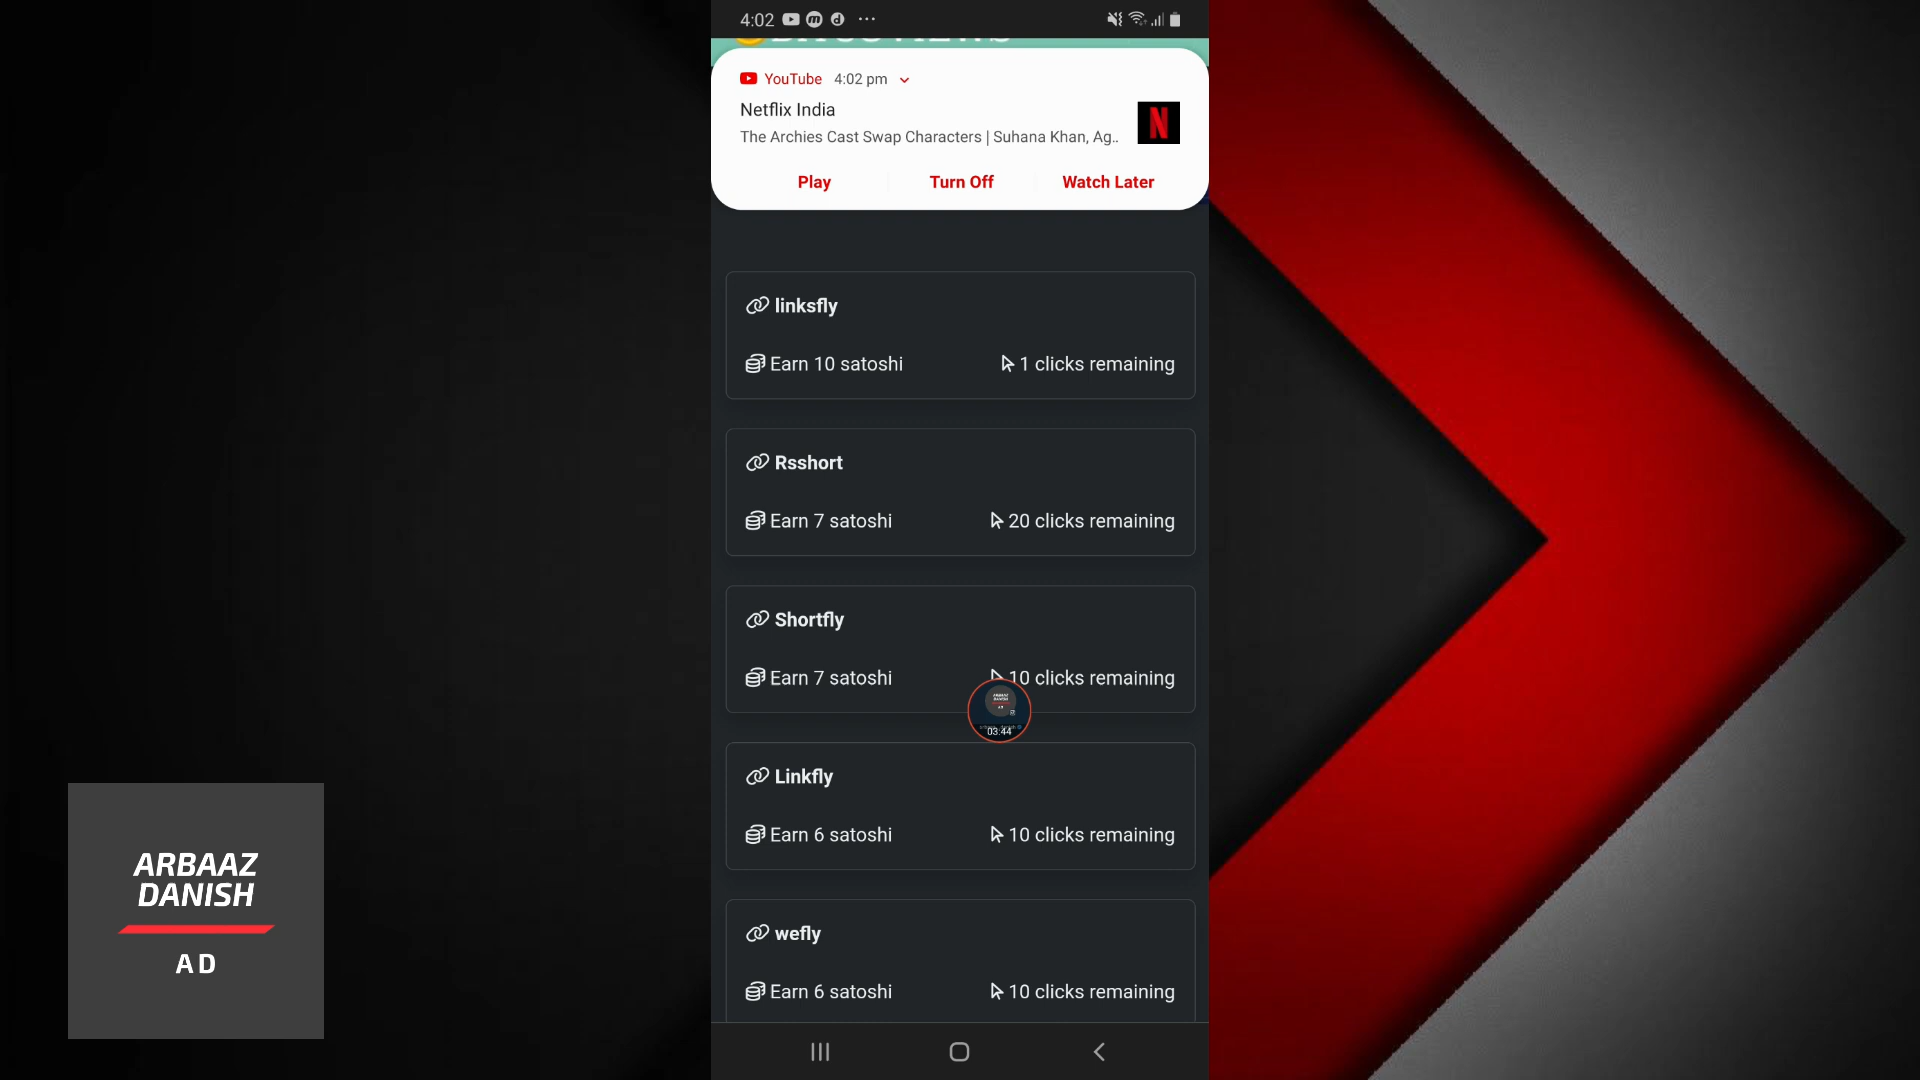 4:02
YouTube 4:02 pm
Netflix India
The Archies Cast Swap Characters | Suhana Khan, Ag..
Play Turn Off Watch Later
linksfly
Earn 10 satoshi 1 clicks remaining
Rsshort
Earn 7 satoshi 20 clicks remaining
Shortfly
Earn 7 satoshi 10 clicks remaining
03:44
Linkfly
Earn 6 satoshi 10 clicks remaining
wefly
Earn 6 satoshi 10 clicks remaining
ARBAAZ
DANISH
AD